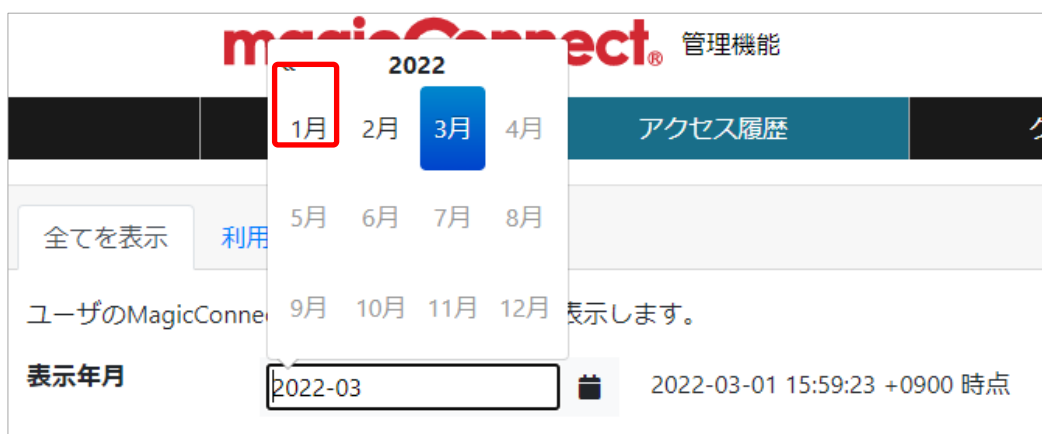 magicConnect® 管理機能
« 2022
1月 2月 3月 4月
アクセス履歴
5月 6月 7月 8月
全てを表示 利用
9月 10月 11月 12月
ユーザのMagicConne 表示します。
表示年月 2022-03 2022-03-01 15:59:23 +0900 時点